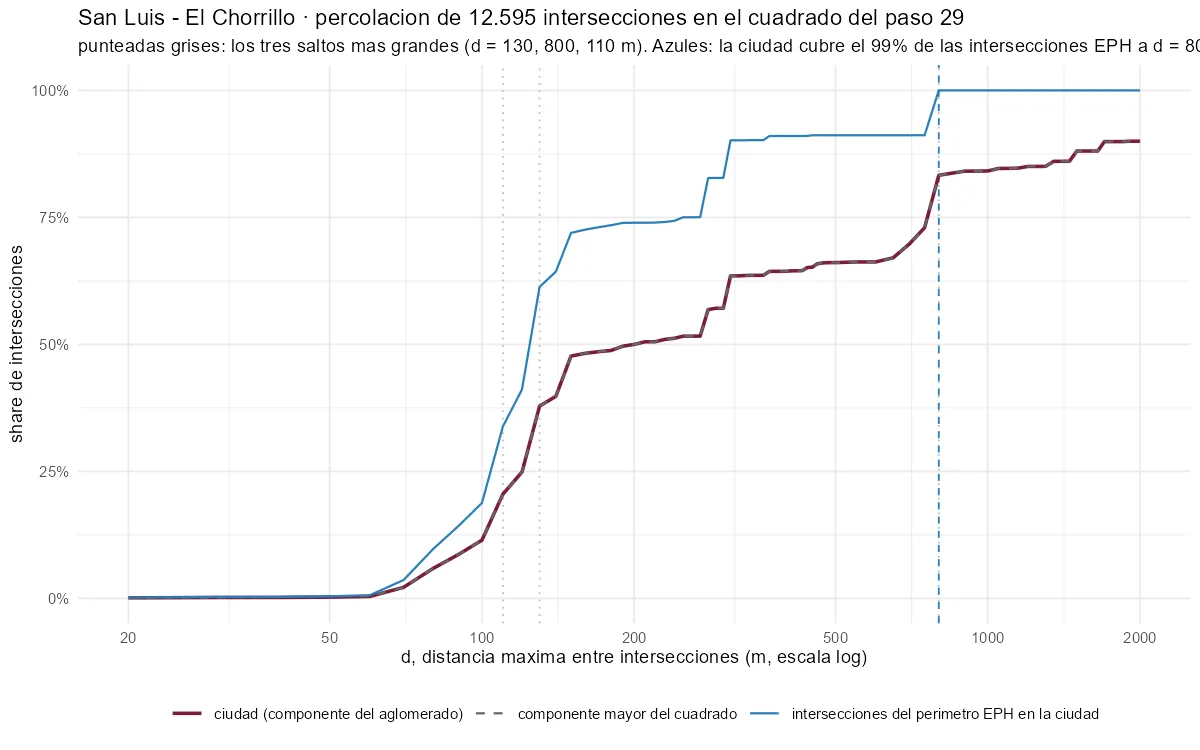 San Luis - El Chorrillo · percolacion de 12.595 intersecciones en el cuadrado del paso 29
punteadas grises: los tres saltos mas grandes (d = 130, 800, 110 m). Azules: la ciudad cubre el 99% de las intersecciones EPH a d = 80
100%
75%
50%
25%
0%
share de intersecciones
20 50 100 200 500 1000 2000
d, distancia maxima entre intersecciones (m, escala log)
ciudad (componente del aglomerado) componente mayor del cuadrado intersecciones del perimetro EPH en la ciudad